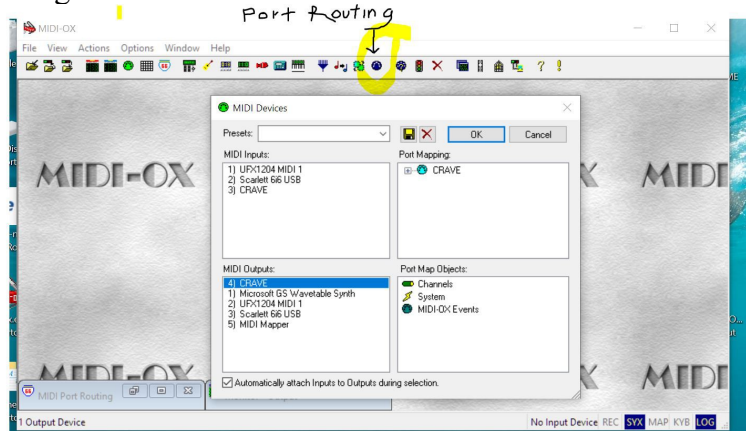 Port Routing
MIDI-OX
File View Actions Options Window Help
MIDI Devices
Presets:
OK
Cancel
MIDI Inputs:
1) UFX1204 MIDI 1
2) Scarlett 6i6 USB
3) CRAVE
Port Mapping:
CRAVE
MIDI-OX
MIDI
MIDI Outputs:
4) CRAVE
1) Microsoft GS Wavetable Synth
2) UFX1204 MIDI 1
3) Scarlett 6i6 USB
5) MIDI Mapper
Port Map Objects:
Channels
System
MIDI-OX Events
Automatically attach Inputs to Outputs during selection.
MIDI-OX
MIDI
MIDI Port Routing
1 Output Device
No Input Device REC SYX MAP KYB LOG